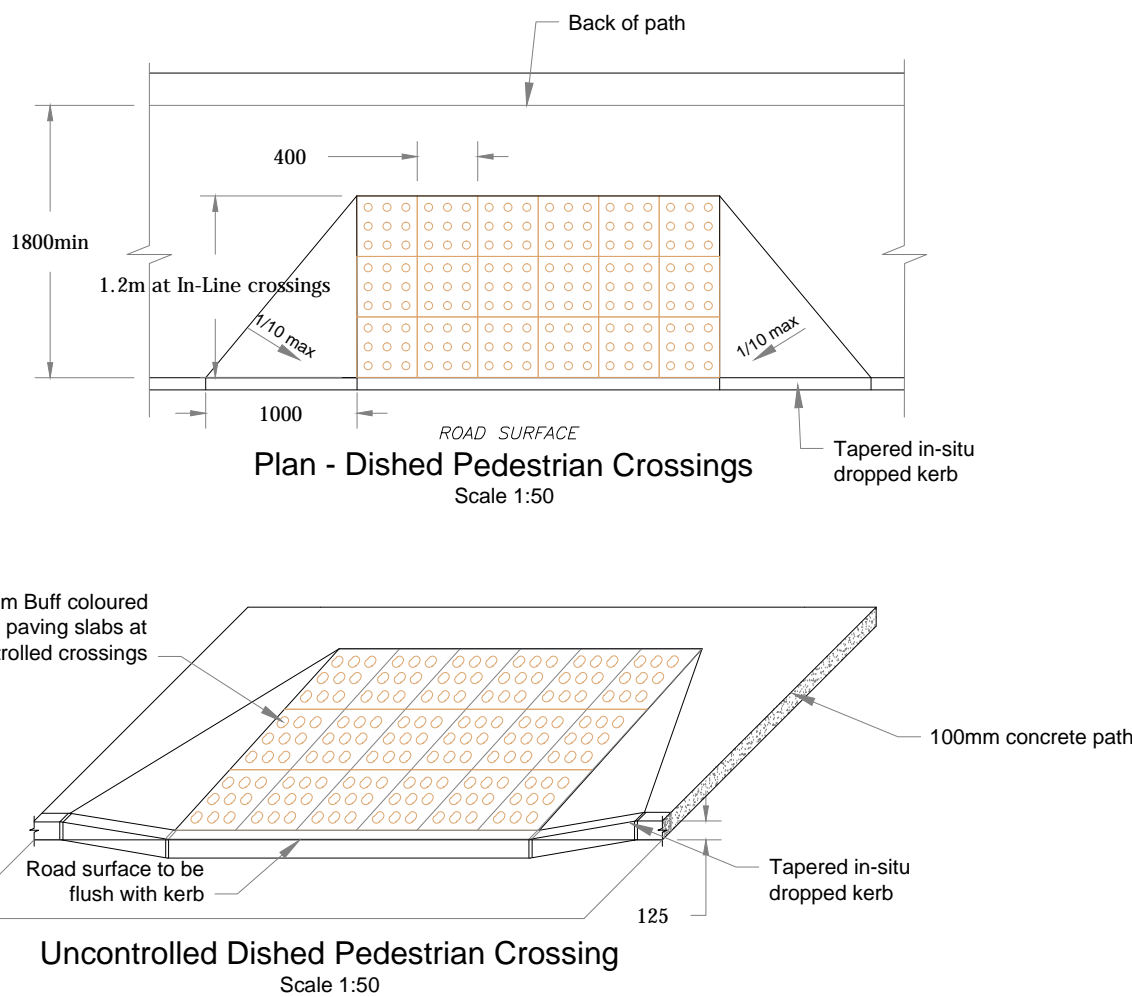 Back of path
400
1800min
1.2m at In-Line crossings
1/10 max
1/10 max
1000
ROAD SURFACE
Tapered in-situ
dropped kerb
Plan - Dished Pedestrian Crossings
Scale 1:50
m Buff coloured
paving slabs at
trolled crossings
100mm concrete path
Road surface to be
flush with kerb
Tapered in-situ
dropped kerb
125
Uncontrolled Dished Pedestrian Crossing
Scale 1:50